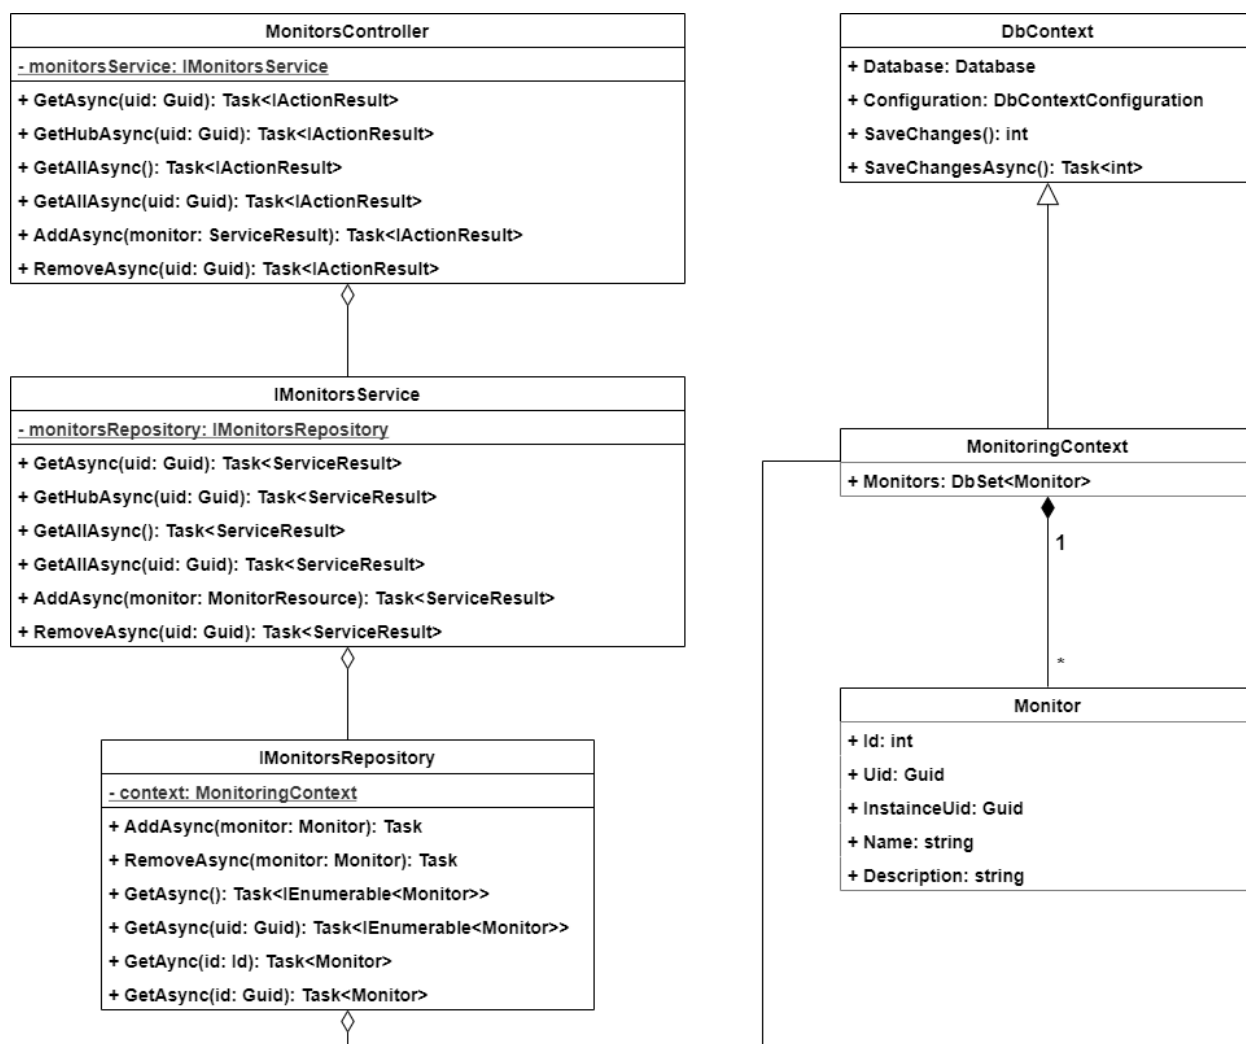 MonitorsController
- monitorsService: IMonitorsService
+ GetAsync(uid: Guid): Task<IActionResult>
+ GetHubAsync(uid: Guid): Task<IActionResult>
+ GetAllAsync(): Task<IActionResult>
+ GetAllAsync(uid: Guid): Task<IActionResult>
+ AddAsync(monitor: ServiceResult): Task<IActionResult>
+ RemoveAsync(uid: Guid): Task<IActionResult>
IMonitorsService
- monitorsRepository: IMonitorsRepository
+ GetAsync(uid: Guid): Task<ServiceResult>
+ GetHubAsync(uid: Guid): Task<ServiceResult>
+ GetAllAsync(): Task<ServiceResult>
+ GetAllAsync(uid: Guid): Task<ServiceResult>
+ AddAsync(monitor: MonitorResource): Task<ServiceResult>
+ RemoveAsync(uid: Guid): Task<ServiceResult>
IMonitorsRepository
- context: MonitoringContext
+ AddAsync(monitor: Monitor): Task
+ RemoveAsync(monitor: Monitor): Task
+ GetAsync(): Task<IEnumerable<Monitor>>
+ GetAsync(uid: Guid): Task<IEnumerable<Monitor>>
+ GetAync(id: Id): Task<Monitor>
+ GetAsync(id: Guid): Task<Monitor>
DbContext
+ Database: Database
+ Configuration: DbContextConfiguration
+ SaveChanges(): int
+ SaveChangesAsync(): Task<int>
MonitoringContext
+ Monitors: DbSet<Monitor>
1
*
Monitor
+ Id: int
+ Uid: Guid
+ InstainceUid: Guid
+ Name: string
+ Description: string